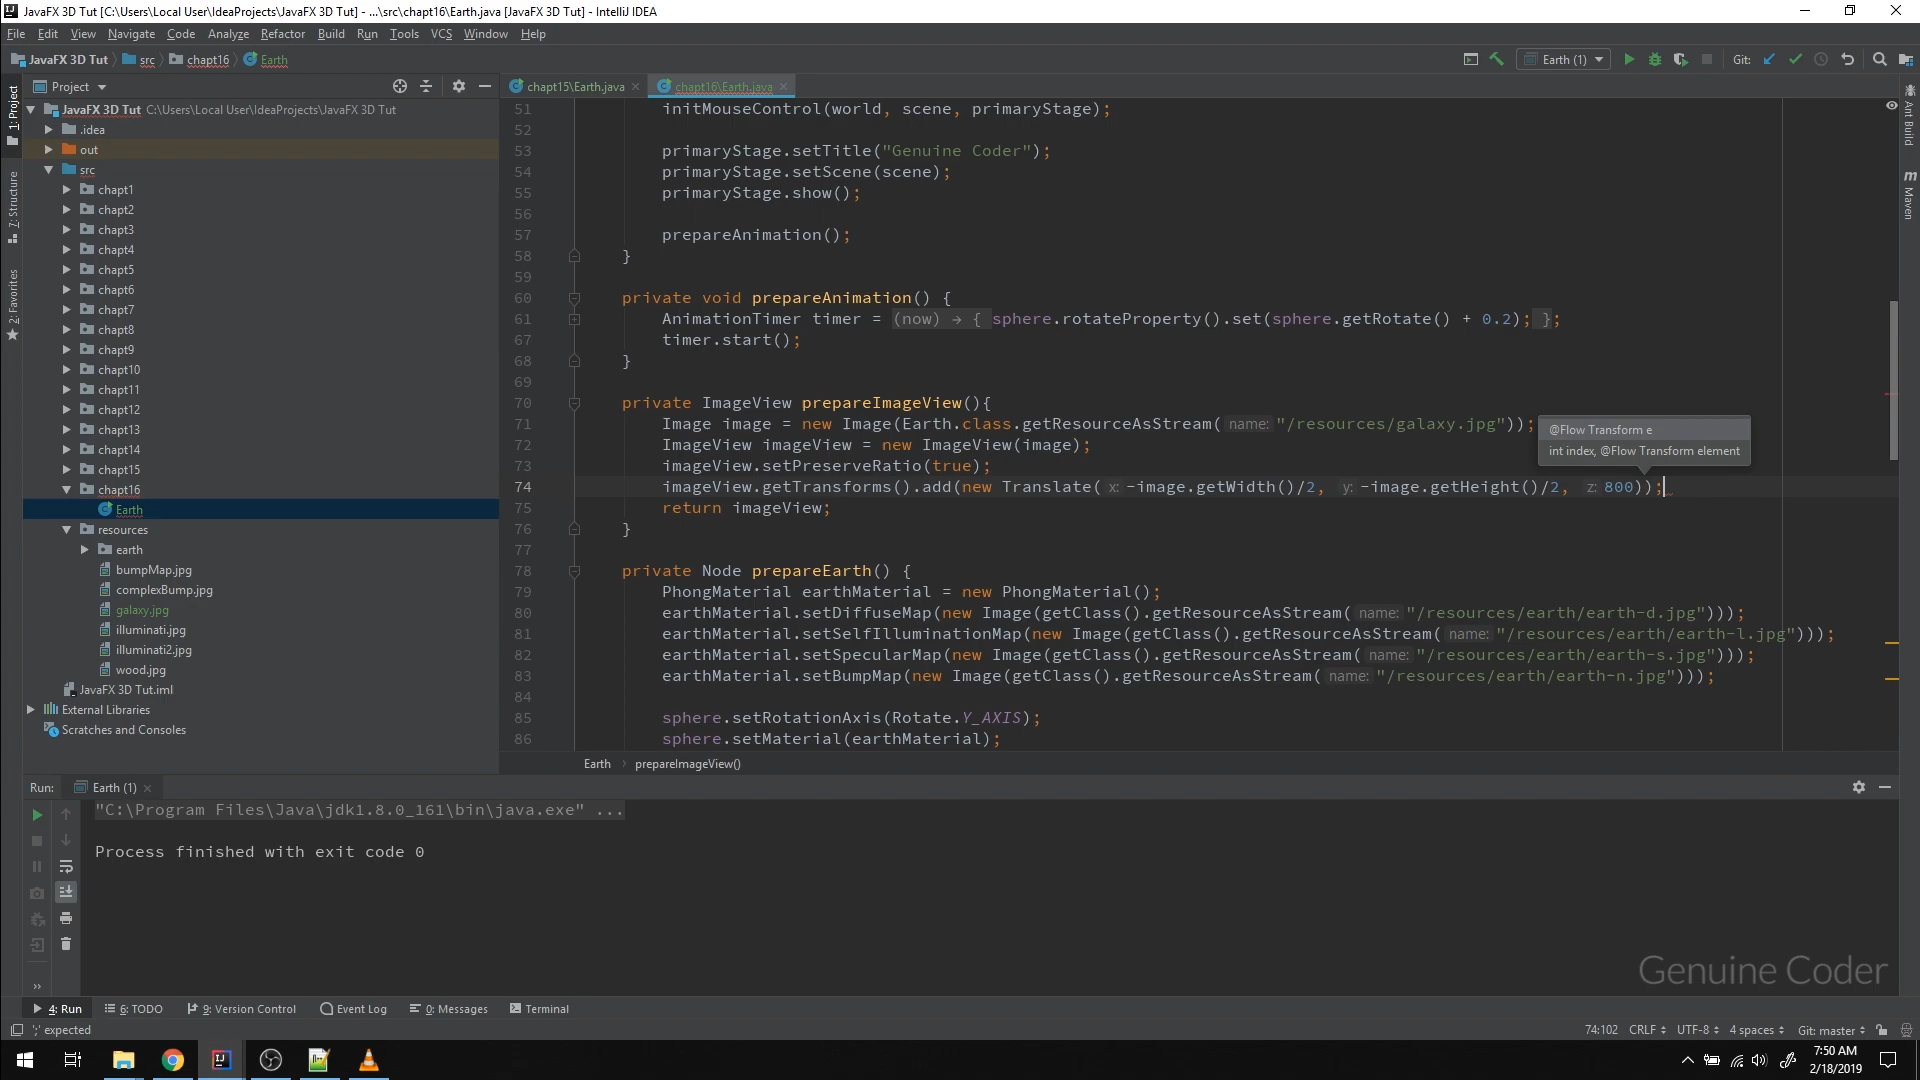 JavaFX 3D Tut [C:\Users\Local User\IdeaProjects\JavaFX 3D Tut] - ...\src\chapt16\Earth.java [JavaFX 3D Tut] - IntelliJ IDEA
File Edit View Navigate Code Analyze Refactor Build Run Tools VCS Window Help
JavaFX 3D Tut src chapt16 Earth Earth (1) Git:
Project chapt15\Earth.java chapt16\Earth.java
1: Project
7: Structure
2: Favorites
JavaFX 3D Tut C:\Users\Local User\IdeaProjects\JavaFX 3D Tut
.idea
out
src
chapt1
chapt2
chapt3
chapt4
chapt5
chapt6
chapt7
chapt8
chapt9
chapt10
chapt11
chapt12
chapt13
chapt14
chapt15
chapt16
Earth
resources
earth
bumpMap.jpg
complexBump.jpg
galaxy.jpg
illuminati.jpg
illuminati2.jpg
wood.jpg
JavaFX 3D Tut.iml
External Libraries
Scratches and Consoles
51 initMouseControl(world, scene, primaryStage);
52
53 primaryStage.setTitle("Genuine Coder");
54 primaryStage.setScene(scene);
55 primaryStage.show();
56
57 prepareAnimation();
58 }
59
60 private void prepareAnimation() {
61 AnimationTimer timer = (now) → { sphere.rotateProperty().set(sphere.getRotate() + 0.2); };
67 timer.start();
68 }
69
70 private ImageView prepareImageView(){
71 Image image = new Image(Earth.class.getResourceAsStream( name: "/resources/galaxy.jpg"));
72 ImageView imageView = new ImageView(image);
73 imageView.setPreserveRatio(true);
74 imageView.getTransforms().add(new Translate( x: -image.getWidth()/2, y: -image.getHeight()/2, z: 800));
75 return imageView;
76 }
77
78 private Node prepareEarth() {
79 PhongMaterial earthMaterial = new PhongMaterial();
80 earthMaterial.setDiffuseMap(new Image(getClass().getResourceAsStream( name: "/resources/earth/earth-d.jpg")));
81 earthMaterial.setSelfIlluminationMap(new Image(getClass().getResourceAsStream( name: "/resources/earth/earth-l.jpg")));
82 earthMaterial.setSpecularMap(new Image(getClass().getResourceAsStream( name: "/resources/earth/earth-s.jpg")));
83 earthMaterial.setBumpMap(new Image(getClass().getResourceAsStream( name: "/resources/earth/earth-n.jpg")));
84
85 sphere.setRotationAxis(Rotate.Y_AXIS);
86 sphere.setMaterial(earthMaterial);
@Flow Transform e
int index, @Flow Transform element
Ant Build
m Maven
Earth prepareImageView()
Run: Earth (1)
"C:\Program Files\Java\jdk1.8.0_161\bin\java.exe" ...
Process finished with exit code 0
Genuine Coder
4: Run 6: TODO 9: Version Control Event Log 0: Messages Terminal
';' expected 74:102 CRLF UTF-8 4 spaces Git: master
7:50 AM
2/18/2019